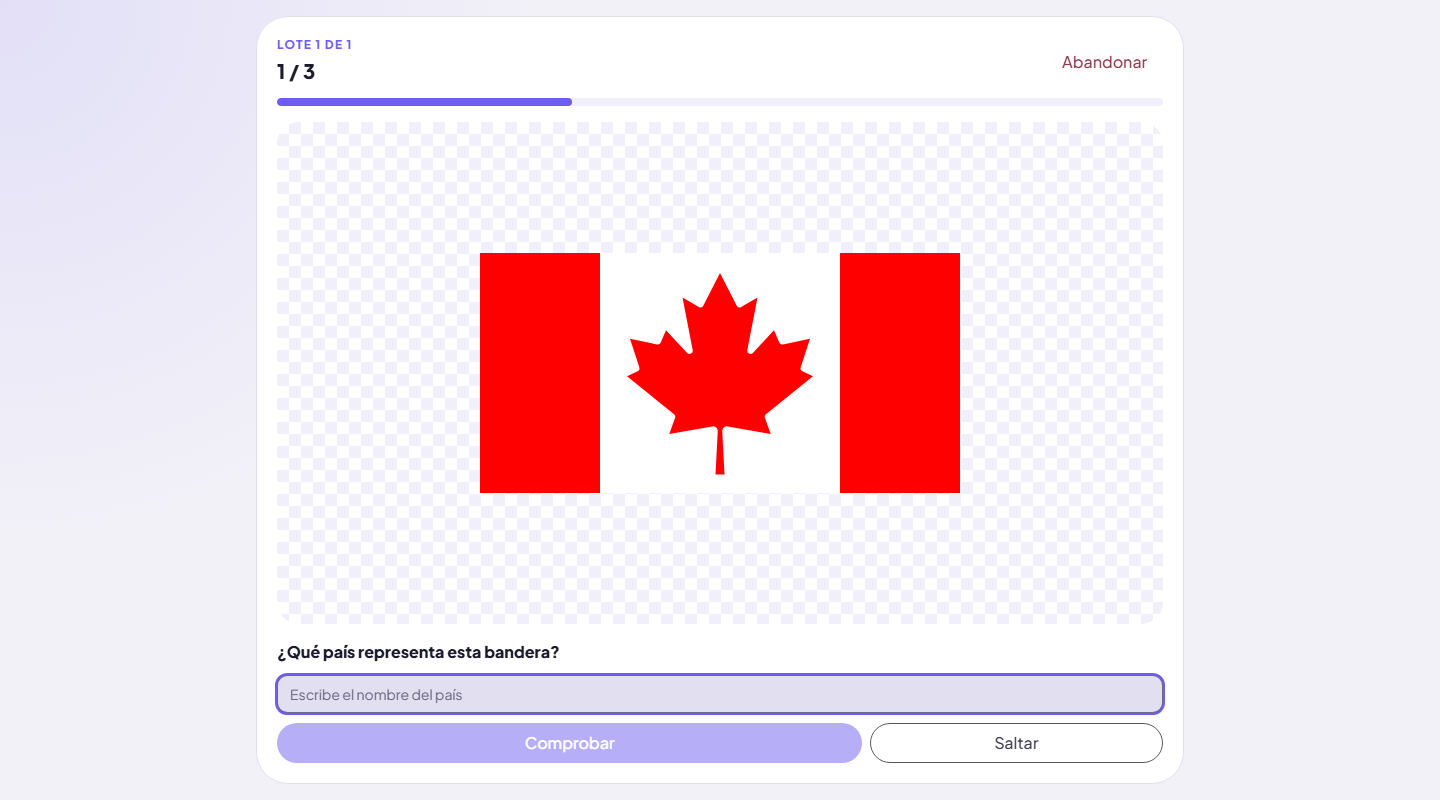 LOTE 1 DE 1
1 / 3
Abandonar
¿Qué país representa esta bandera?
Escribe el nombre del país
Comprobar
Saltar